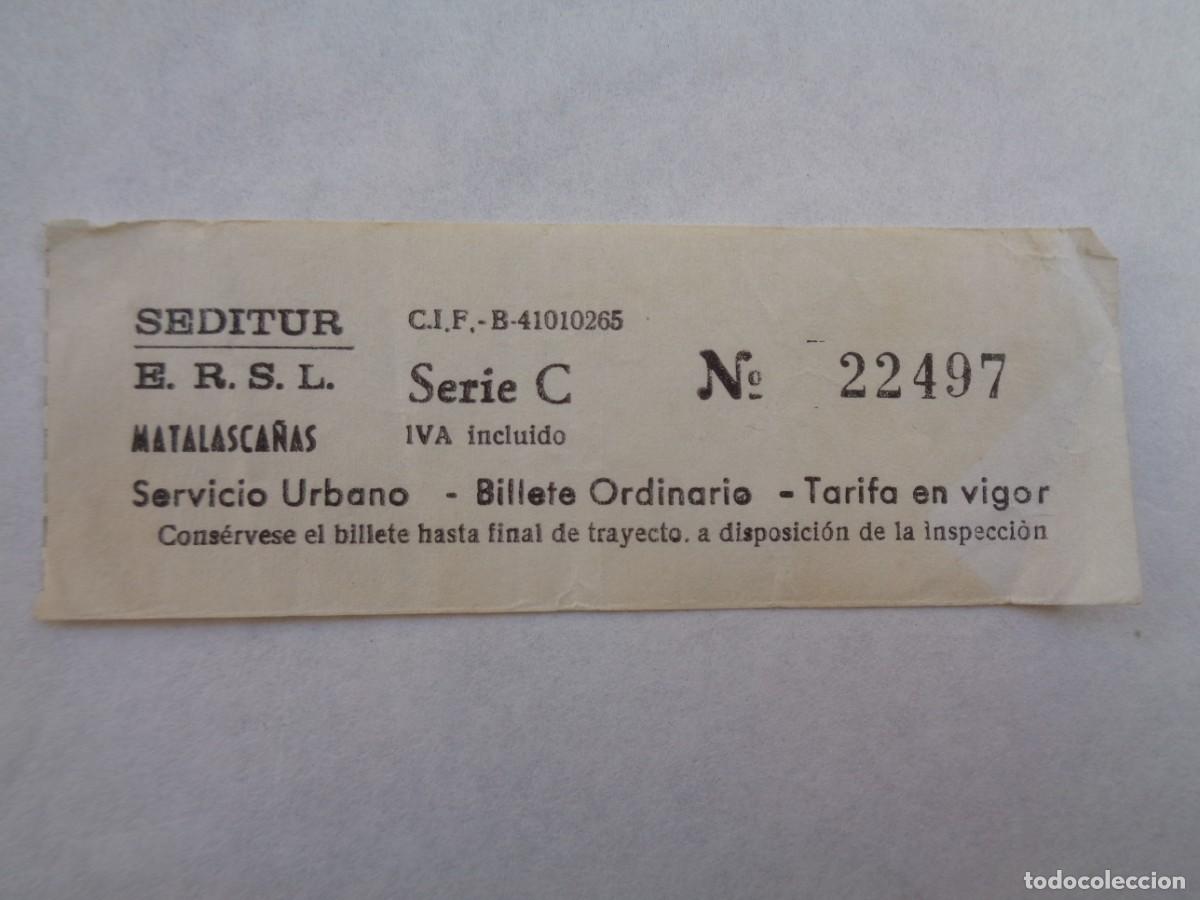 SEDITUR
E. R. S. L.
MATALASCAÑAS
C.I.F.-B-41010265
Serie C
IVA incluido
Nº 22497
Servicio Urbano - Billete Ordinario - Tarifa en vigor
Consérvese el billete hasta final de trayecto. a disposición de la inspección
todocoleccion